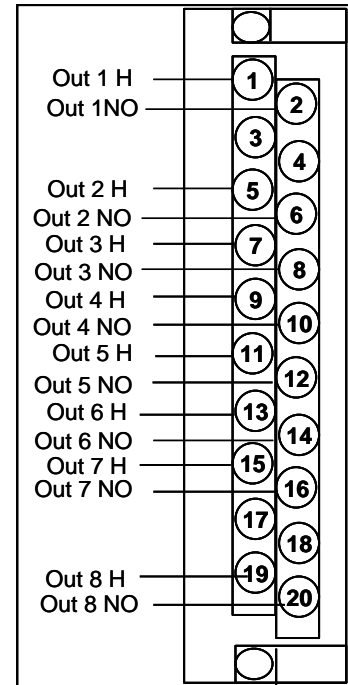 Out 1 H
1
Out 1NO
2
3
4
Out 2 H
5
Out 2 NO
6
Out 3 H
7
Out 3 NO
8
Out 4 H
9
Out 4 NO
10
Out 5 H
11
Out 5 NO
12
Out 6 H
13
Out 6 NO
14
Out 7 H
15
Out 7 NO
16
17
18
Out 8 H
19
Out 8 NO
20